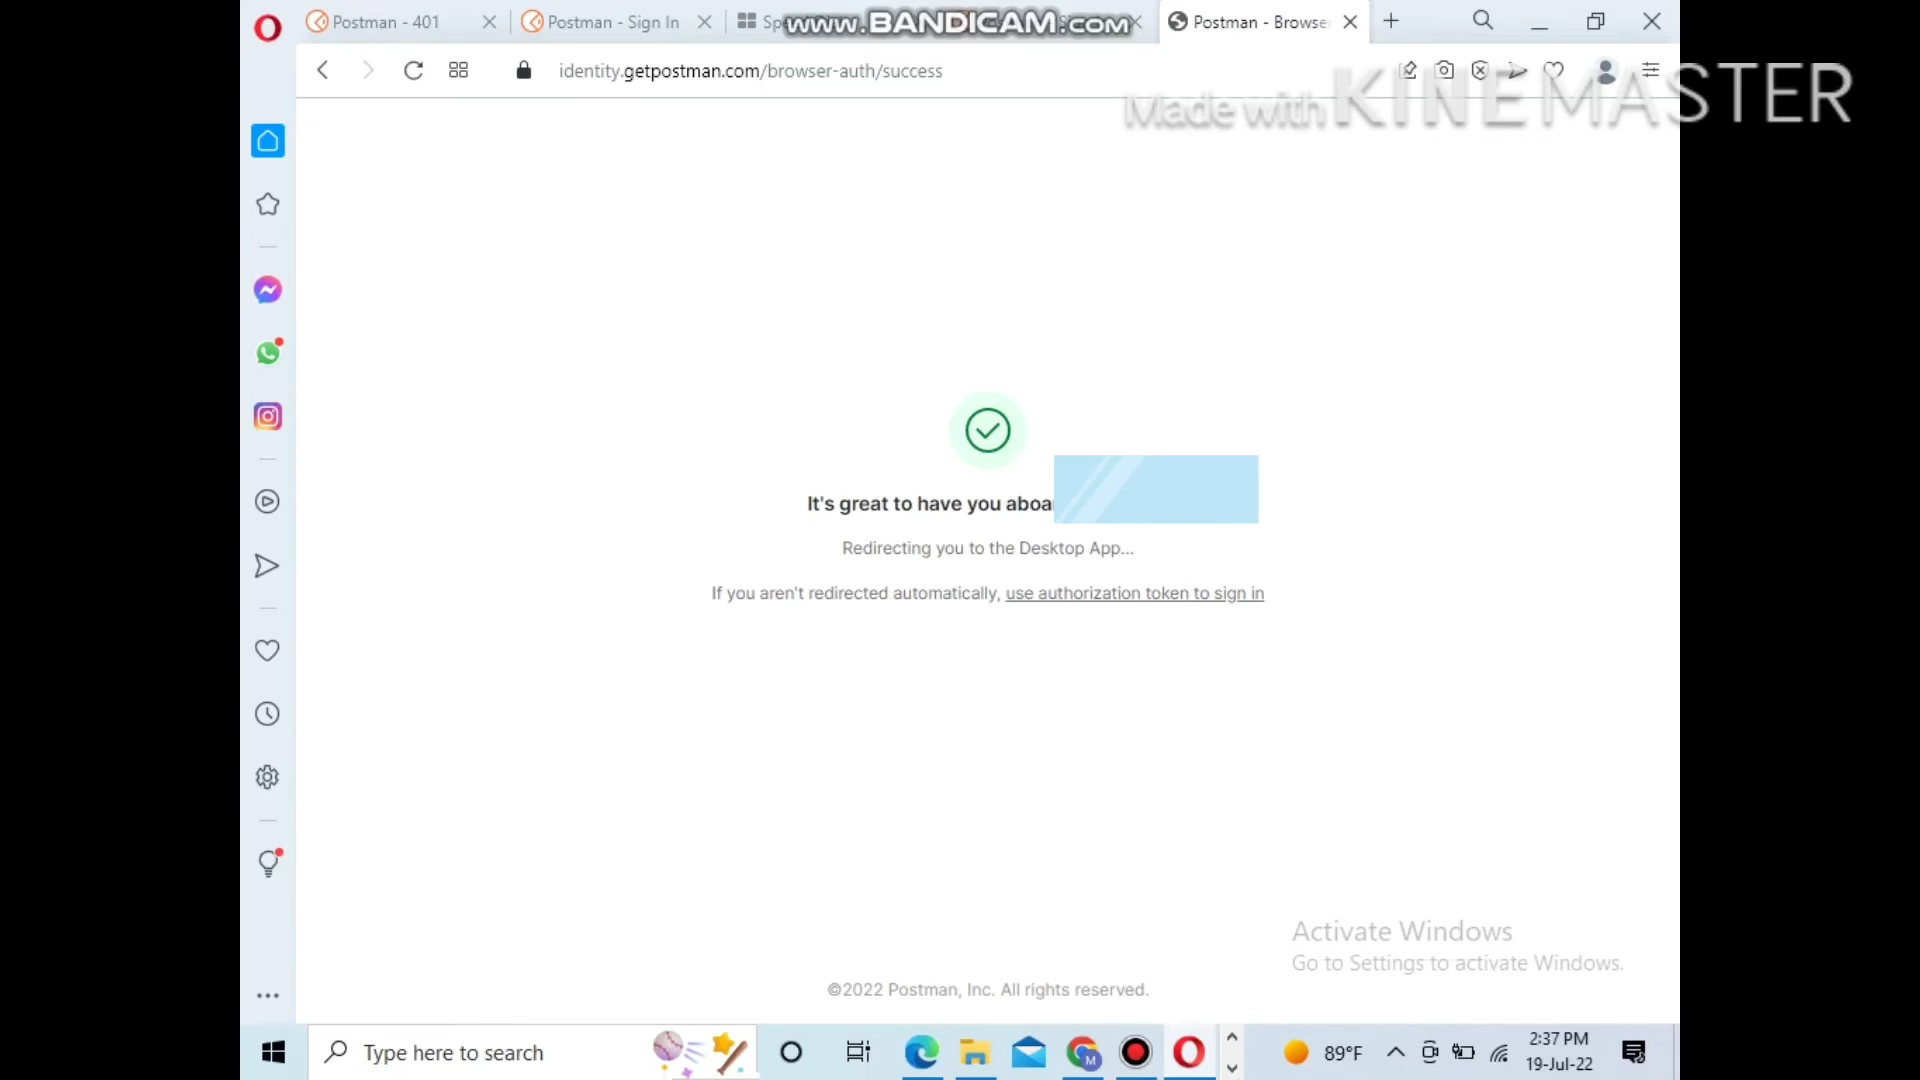 Postman - 401
Postman - Sign In
Sp
www.BANDICAM.com
Postman - Browser
identity.getpostman.com/browser-auth/success
Made with KINEMASTER
It's great to have you aboa
Redirecting you to the Desktop App...
If you aren't redirected automatically, use authorization token to sign in
Activate Windows
Go to Settings to activate Windows.
©2022 Postman, Inc. All rights reserved.
Type here to search
M
89°F
2:37 PM
19-Jul-22